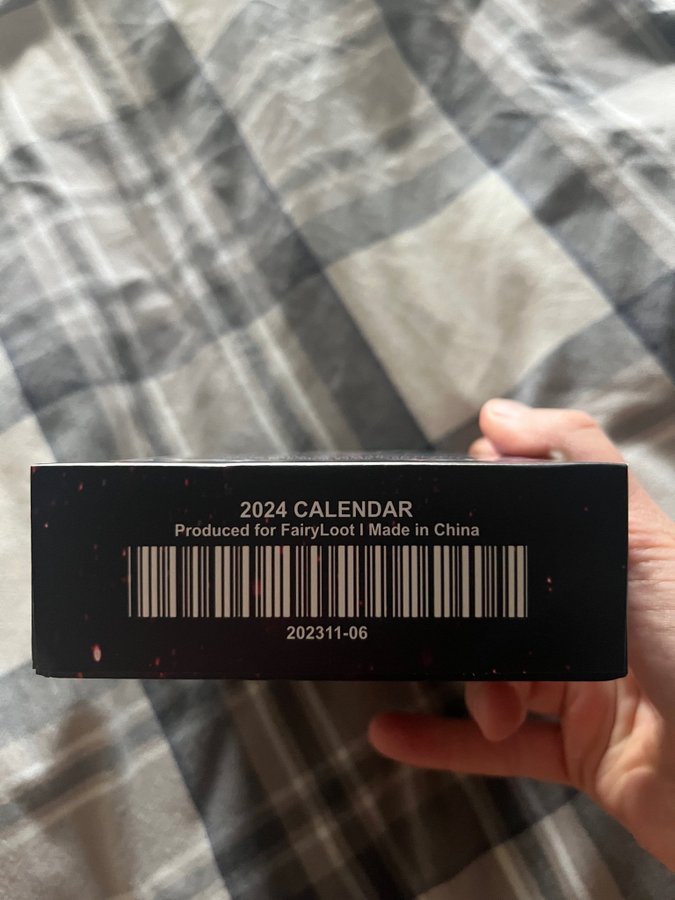 2024 CALENDAR
Produced for FairyLoot I Made in China
202311-06